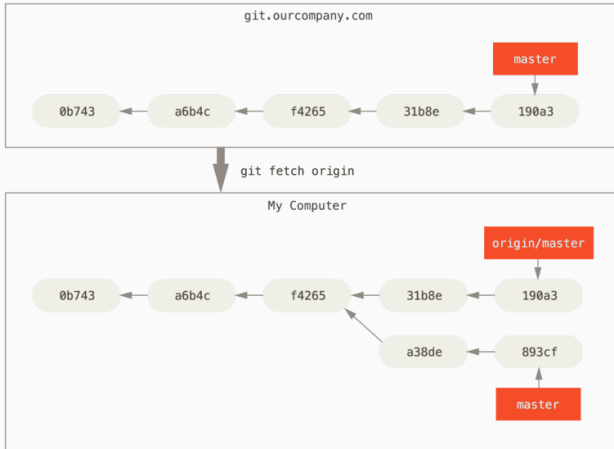 git.ourcompany.com
master
0b743 a6b4c f4265 31b8e 190a3
git fetch origin
My Computer
origin/master
0b743 a6b4c f4265 31b8e 190a3
a38de 893cf
master